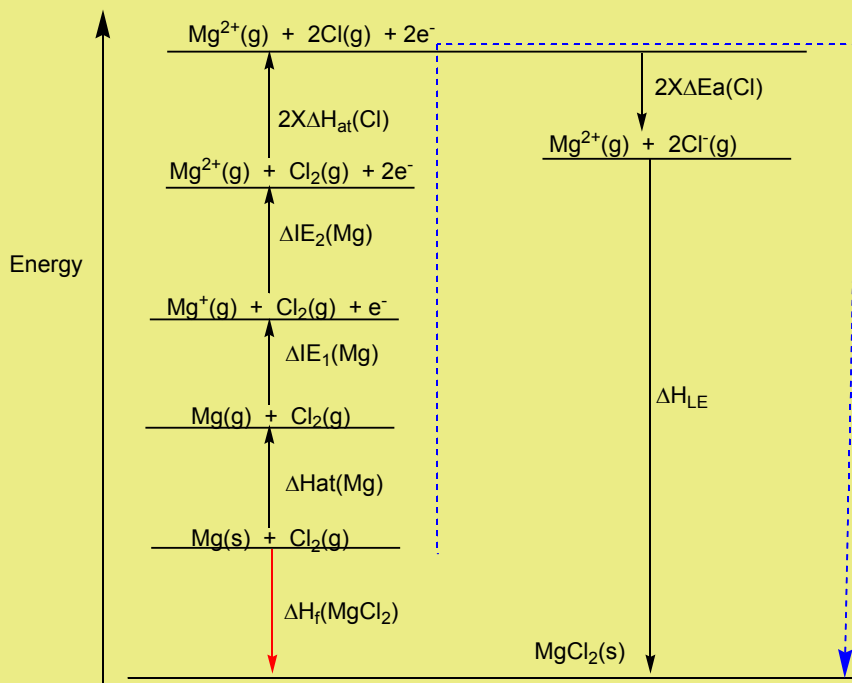 Mg²⁺(g) + 2Cl(g) + 2e⁻
2XΔEa(Cl)
2XΔHat(Cl)
Mg²⁺(g) + 2Cl⁻(g)
Mg²⁺(g) + Cl₂(g) + 2e⁻
ΔIE₂(Mg)
Energy
Mg⁺(g) + Cl₂(g) + e⁻
ΔIE₁(Mg)
ΔH_LE
Mg(g) + Cl₂(g)
ΔHat(Mg)
Mg(s) + Cl₂(g)
ΔHf(MgCl₂)
MgCl₂(s)